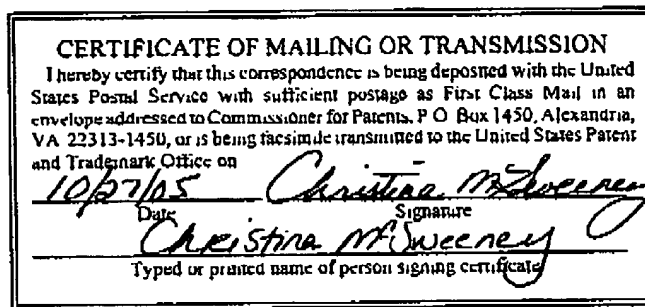 CERTIFICATE OF MAILING OR TRANSMISSION
I hereby certify that this correspondence is being deposited with the United
States Postal Service with sufficient postage as First Class Mail in an
envelope addressed to Commissioner for Patents, P O Box 1450, Alexandria,
VA 22313-1450, or is being facsimile transmitted to the United States Patent
and Trademark Office on
10/27/05 Christina McSweeney
Date Signature
Christina McSweeney
Typed or printed name of person signing certificate